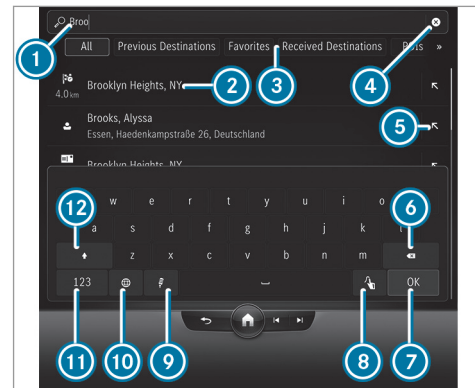 Broo
All Previous Destinations Favorites Received Destinations »
1 2 3 4
4.0 km Brooklyn Heights, NY
Brooks, Alyssa
Essen, Haedenkampstraße 26, Deutschland
5
Brooklyn Heights, NY
12 6
w e r t y u i o
a s d f g h j k l
z x c v b n m
123 OK
11 10 9 8 7